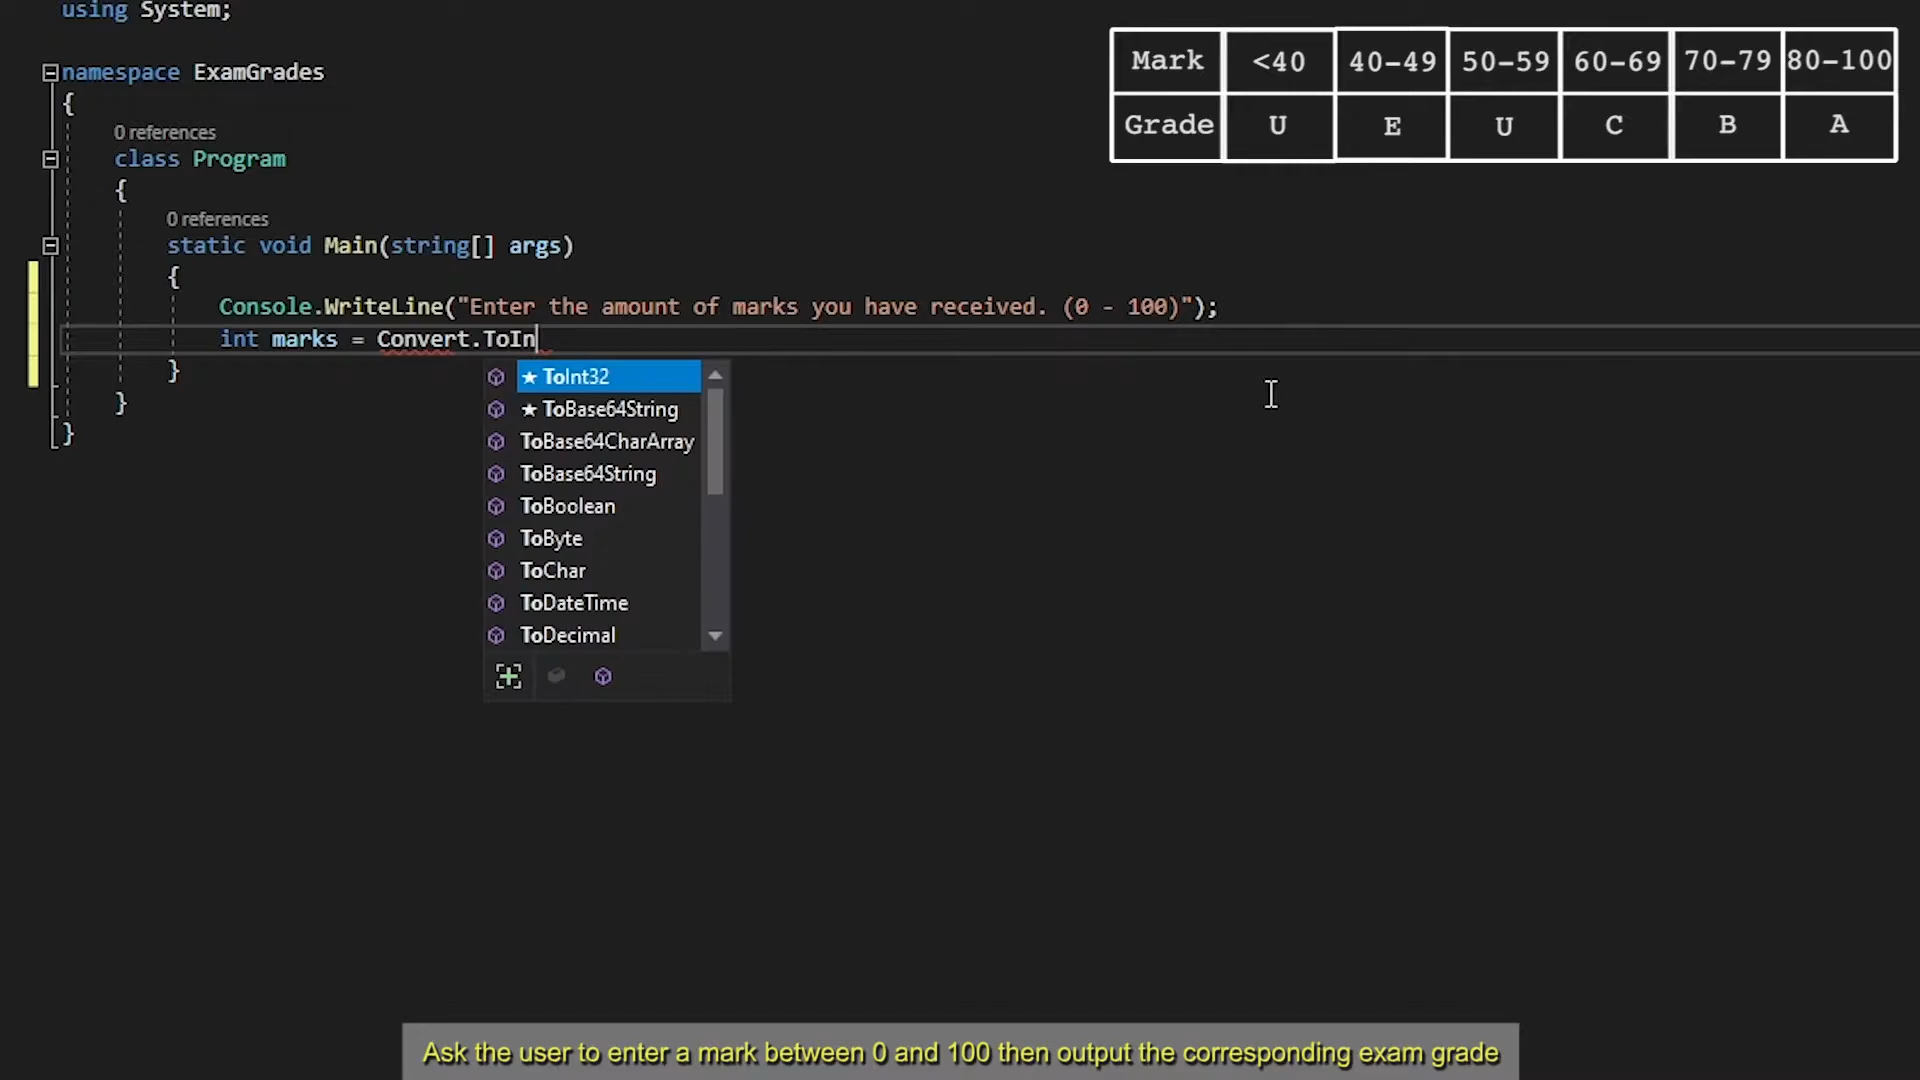 using System;
namespace ExamGrades
{
0 references
class Program
{
0 references
static void Main(string[] args)
{
Console.WriteLine("Enter the amount of marks you have received. (0 - 100)");
int marks = Convert.ToIn
}
}
}
★ ToInt32
★ ToBase64String
ToBase64CharArray
ToBase64String
ToBoolean
ToByte
ToChar
ToDateTime
ToDecimal
Mark <40 40-49 50-59 60-69 70-79 80-100
Grade U E U C B A
Ask the user to enter a mark between 0 and 100 then output the corresponding exam grade